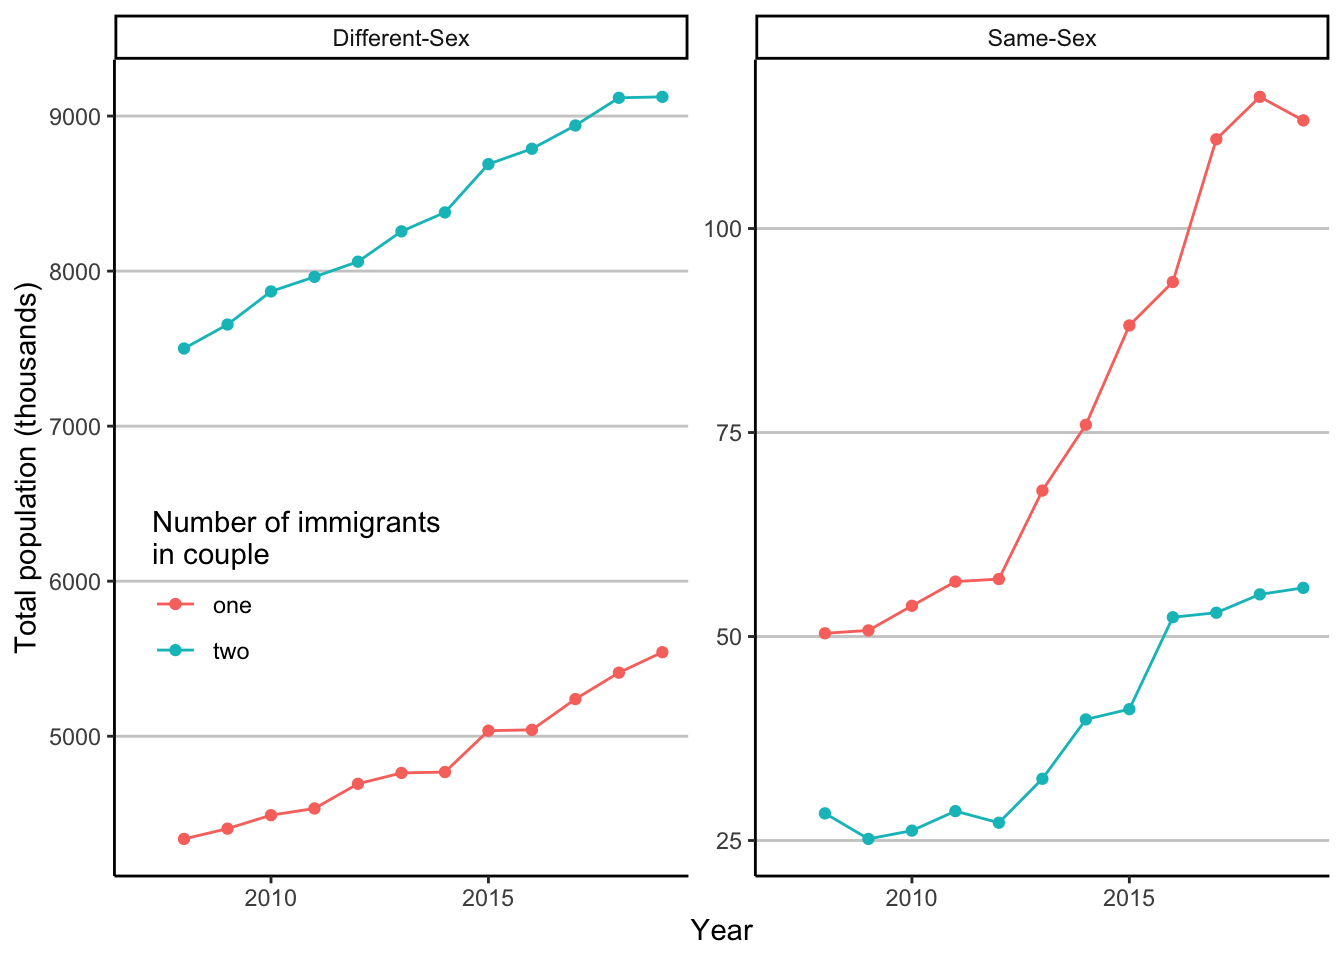 Different-Sex
Same-Sex
Total population (thousands)
9000
8000
7000
6000
5000
Number of immigrants
in couple
one
two
100
75
50
25
2010
2015
2010
2015
Year